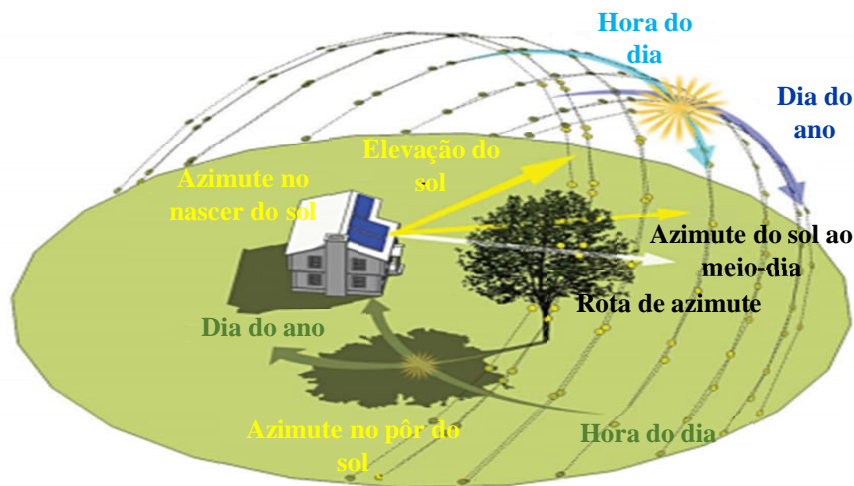 Hora do
dia
Dia do
ano
Elevação do
sol
Azimute no
nascer do sol
Azimute do sol ao
meio-dia
Rota de azimute
Dia do ano
Azimute no pôr do
sol
Hora do dia